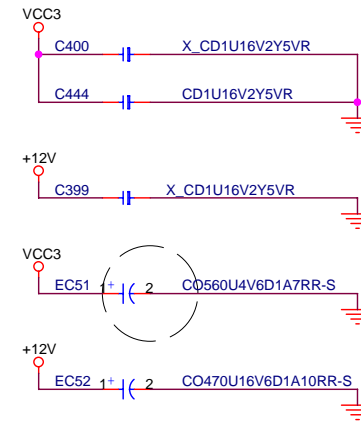 VCC3
C400 X_CD1U16V2Y5VR
C444 CD1U16V2Y5VR
+12V
C399 X_CD1U16V2Y5VR
VCC3
EC51 1 + 2 CO560U4V6D1A7RR-S
+12V
EC52 1 + 2 CO470U16V6D1A10RR-S